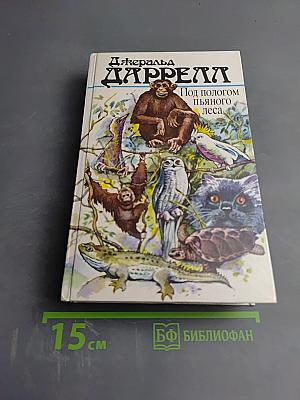 Джеральд
ДАРРЕЛЛ
Под пологом
пьяного
леса
15 см
БФ БИБЛИОФАН